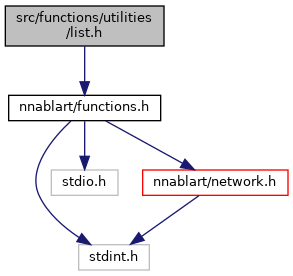 src/functions/utilities
/list.h
nnablart/functions.h
stdio.h
nnablart/network.h
stdint.h